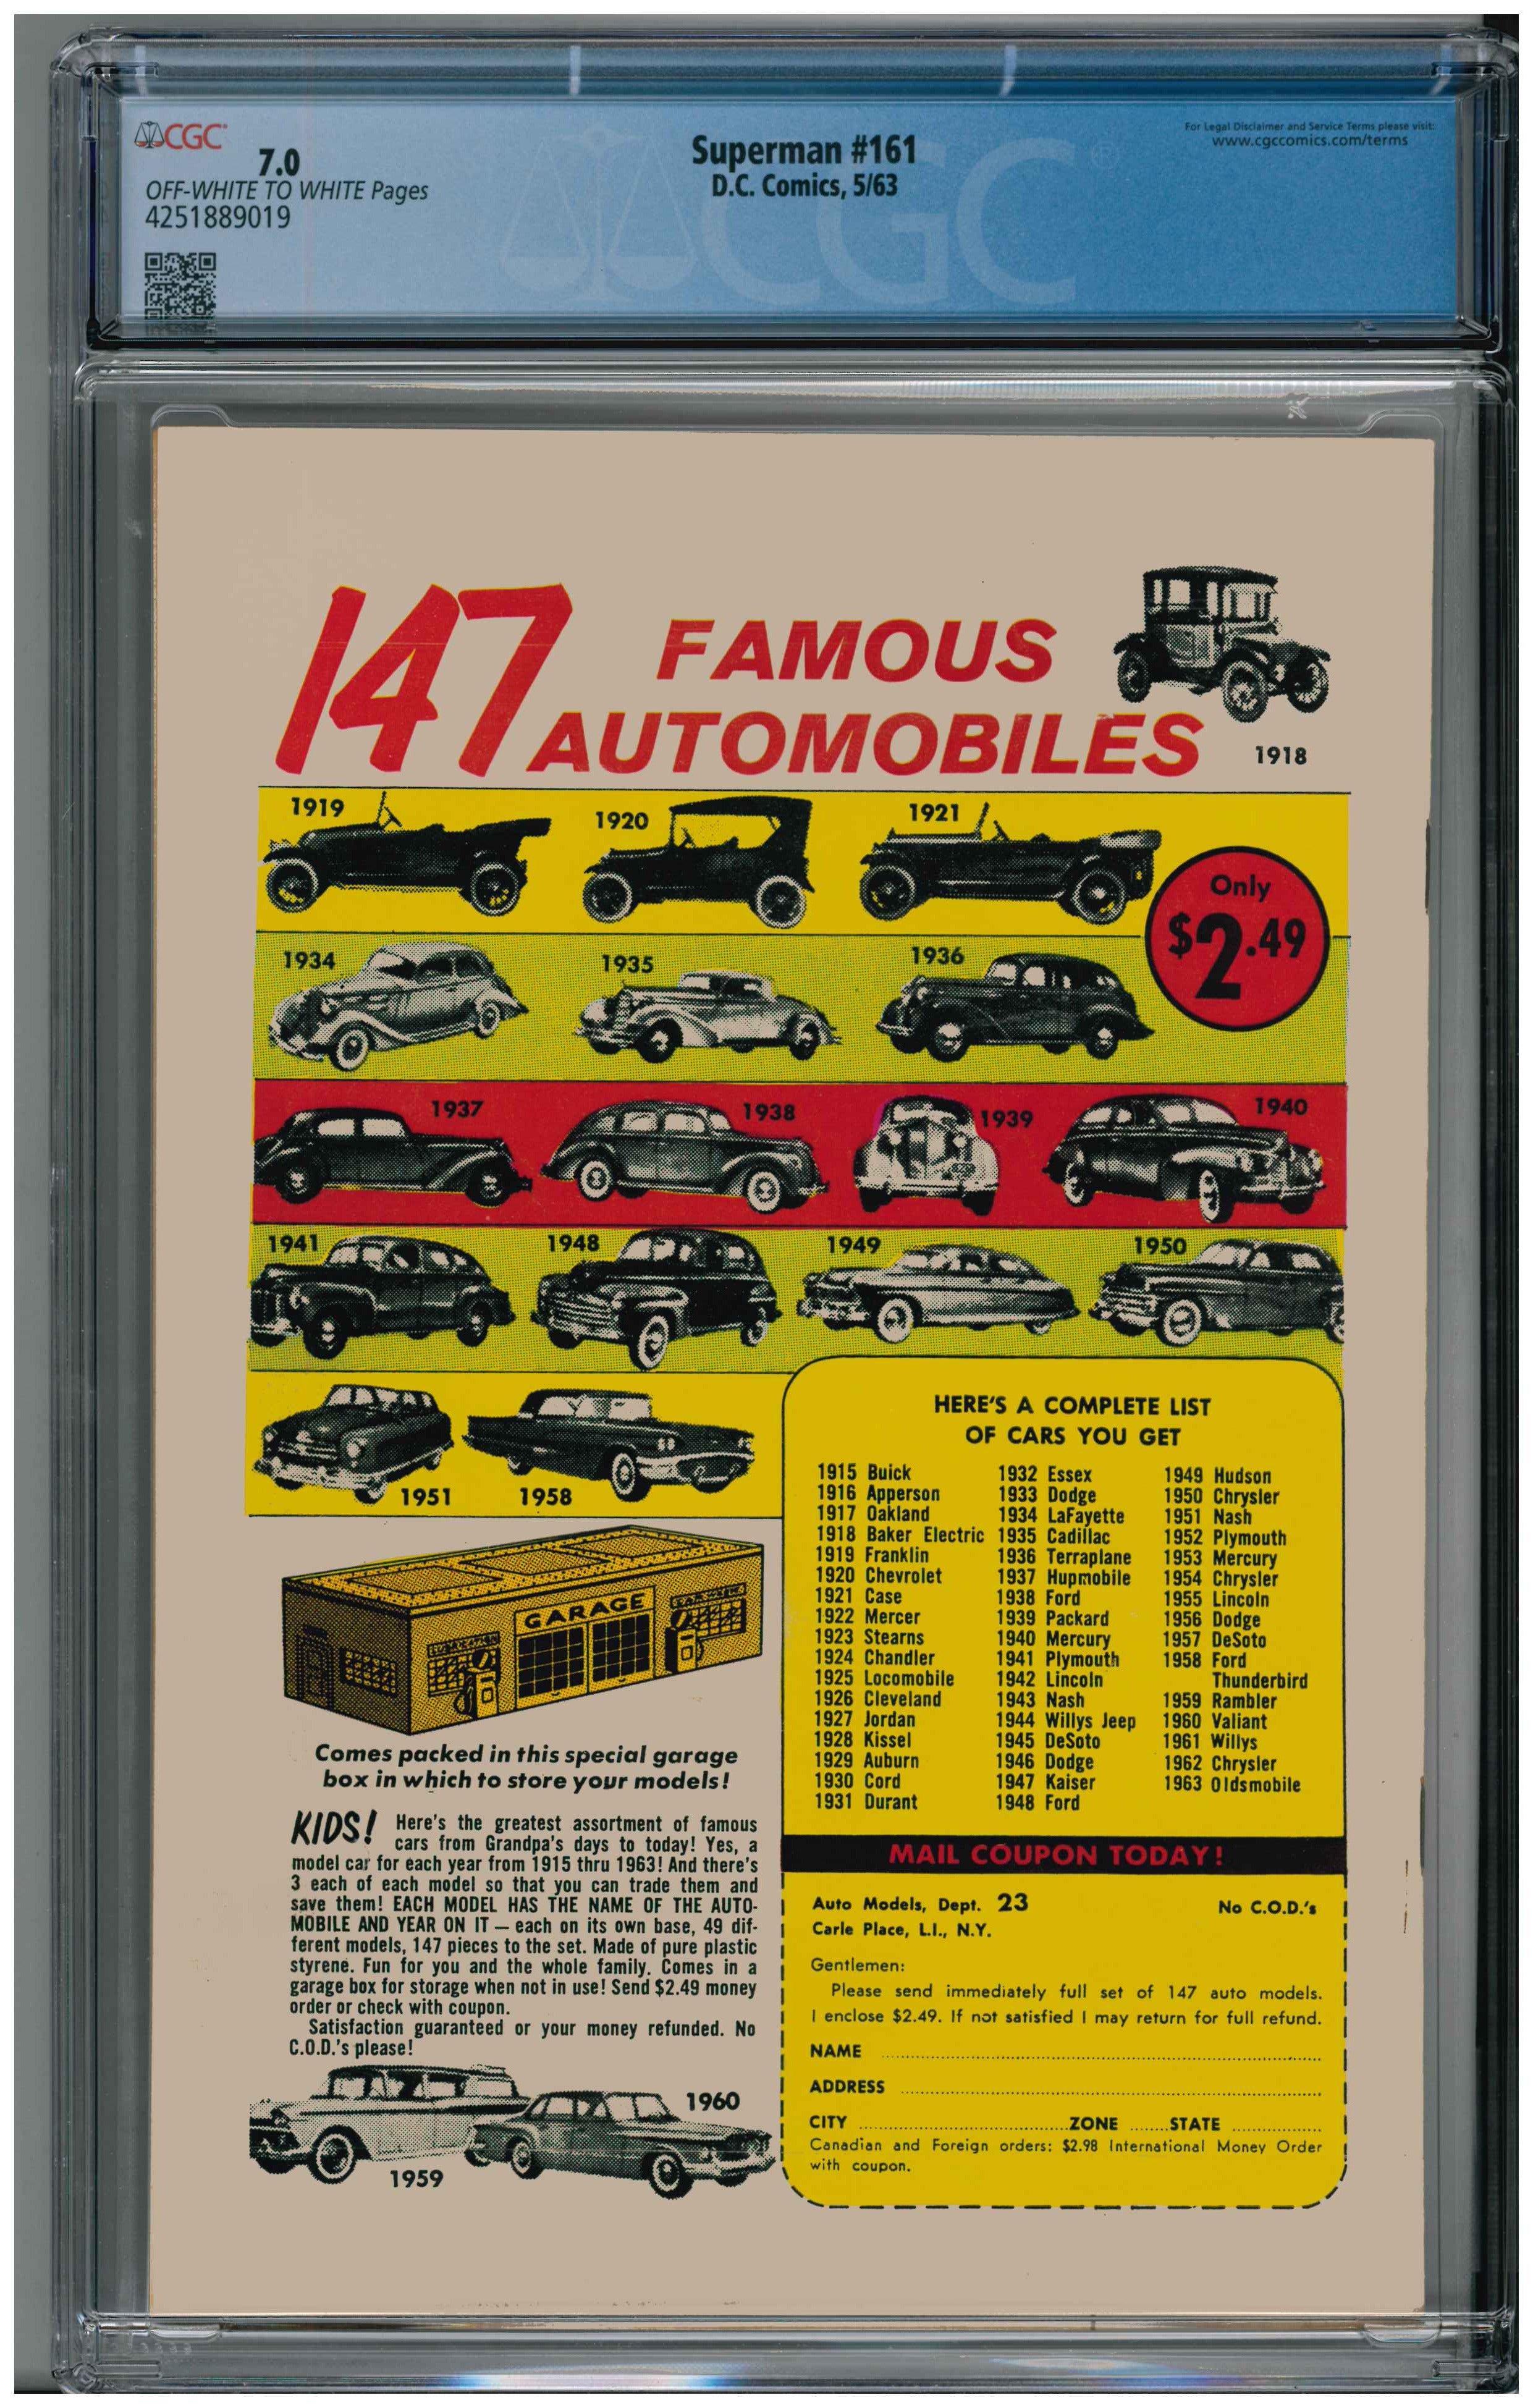 CGC
7.0
OFF-WHITE TO WHITE Pages
4251889019
Superman #161
D.C. Comics, 5/63
For Legal Disclaimer and Service Terms please visit:
www.cgccomics.com/terms
CGC
147 FAMOUS
AUTOMOBILES
1918
1919
1920
1921
Only
$2.49
1934
1935
1936
1937
1938
1939
1940
1941
1948
1949
1950
1951
1958
GARAGE
Comes packed in this special garage
box in which to store your models!
KIDS! Here's the greatest assortment of famous
cars from Grandpa's days to today! Yes, a
model car for each year from 1915 thru 1963! And there's
3 each of each model so that you can trade them and
save them! EACH MODEL HAS THE NAME OF THE AUTO-
MOBILE AND YEAR ON IT — each on its own base, 49 dif-
ferent models, 147 pieces to the set. Made of pure plastic
styrene. Fun for you and the whole family. Comes in a
garage box for storage when not in use! Send $2.49 money
order or check with coupon.
Satisfaction guaranteed or your money refunded. No
C.O.D.'s please!
1959
1960
HERE'S A COMPLETE LIST
OF CARS YOU GET
1915 Buick
1916 Apperson
1917 Oakland
1918 Baker Electric
1919 Franklin
1920 Chevrolet
1921 Case
1922 Mercer
1923 Stearns
1924 Chandler
1925 Locomobile
1926 Cleveland
1927 Jordan
1928 Kissel
1929 Auburn
1930 Cord
1931 Durant
1932 Essex
1933 Dodge
1934 LaFayette
1935 Cadillac
1936 Terraplane
1937 Hupmobile
1938 Ford
1939 Packard
1940 Mercury
1941 Plymouth
1942 Lincoln
1943 Nash
1944 Willys Jeep
1945 DeSoto
1946 Dodge
1947 Kaiser
1948 Ford
1949 Hudson
1950 Chrysler
1951 Nash
1952 Plymouth
1953 Mercury
1954 Chrysler
1955 Lincoln
1956 Dodge
1957 DeSoto
1958 Ford
Thunderbird
1959 Rambler
1960 Valiant
1961 Willys
1962 Chrysler
1963 Oldsmobile
MAIL COUPON TODAY!
Auto Models, Dept. 23 No C.O.D.'s
Carle Place, L.I., N.Y.
Gentlemen:
Please send immediately full set of 147 auto models.
I enclose $2.49. If not satisfied I may return for full refund.
NAME
ADDRESS
CITY ZONE STATE
Canadian and Foreign orders: $2.98 International Money Order
with coupon.